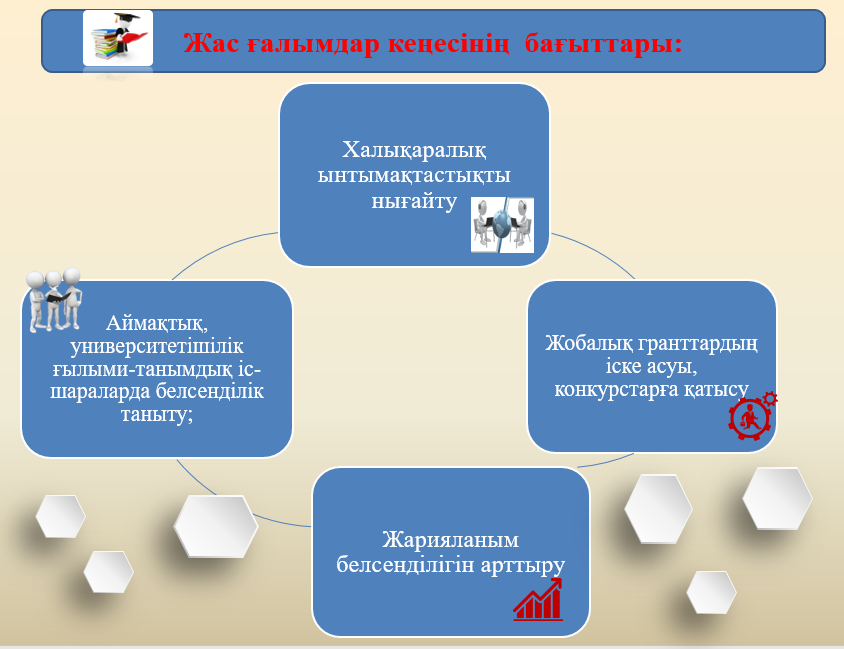 Жас ғалымдар кеңесінің бағыттары:
Халықаралық
ынтымақтастықты
нығайту
Жобалық гранттардың
іске асуы,
конкурстарға қатысу
Жарияланым
белсенділігін арттыру
Аймақтық,
университетішілік
ғылыми-танымдық іс-
шараларда белсенділік
таныту;